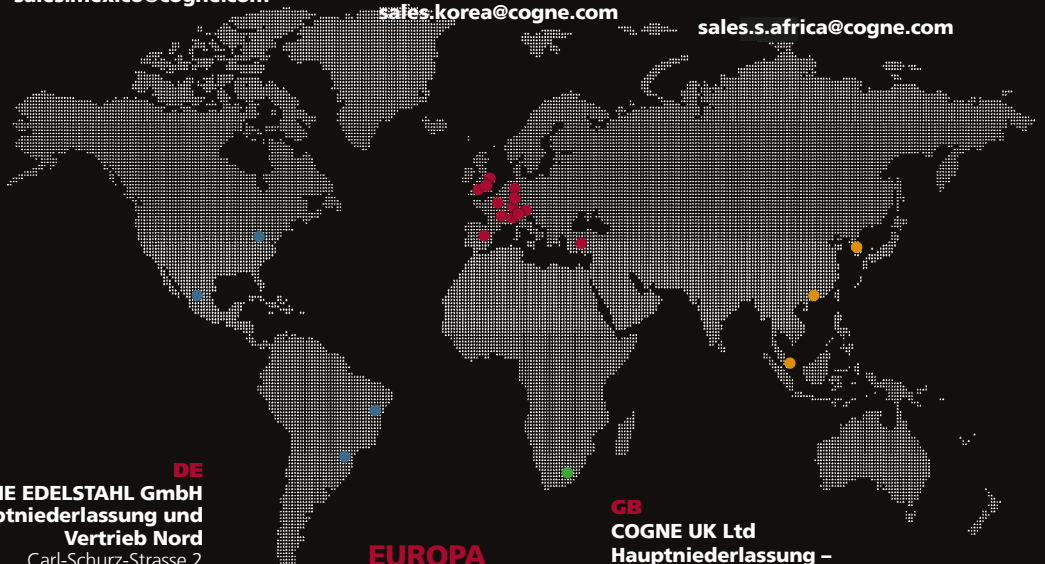 sales.korea@cogne.com
sales.s.africa@cogne.com
DE
EDELSTAHL GmbH
und
Vertrieb Nord
Carl-Schurz-Strasse 2
EUROPA
GB
COGNE UK Ltd
Hauptniederlassung –